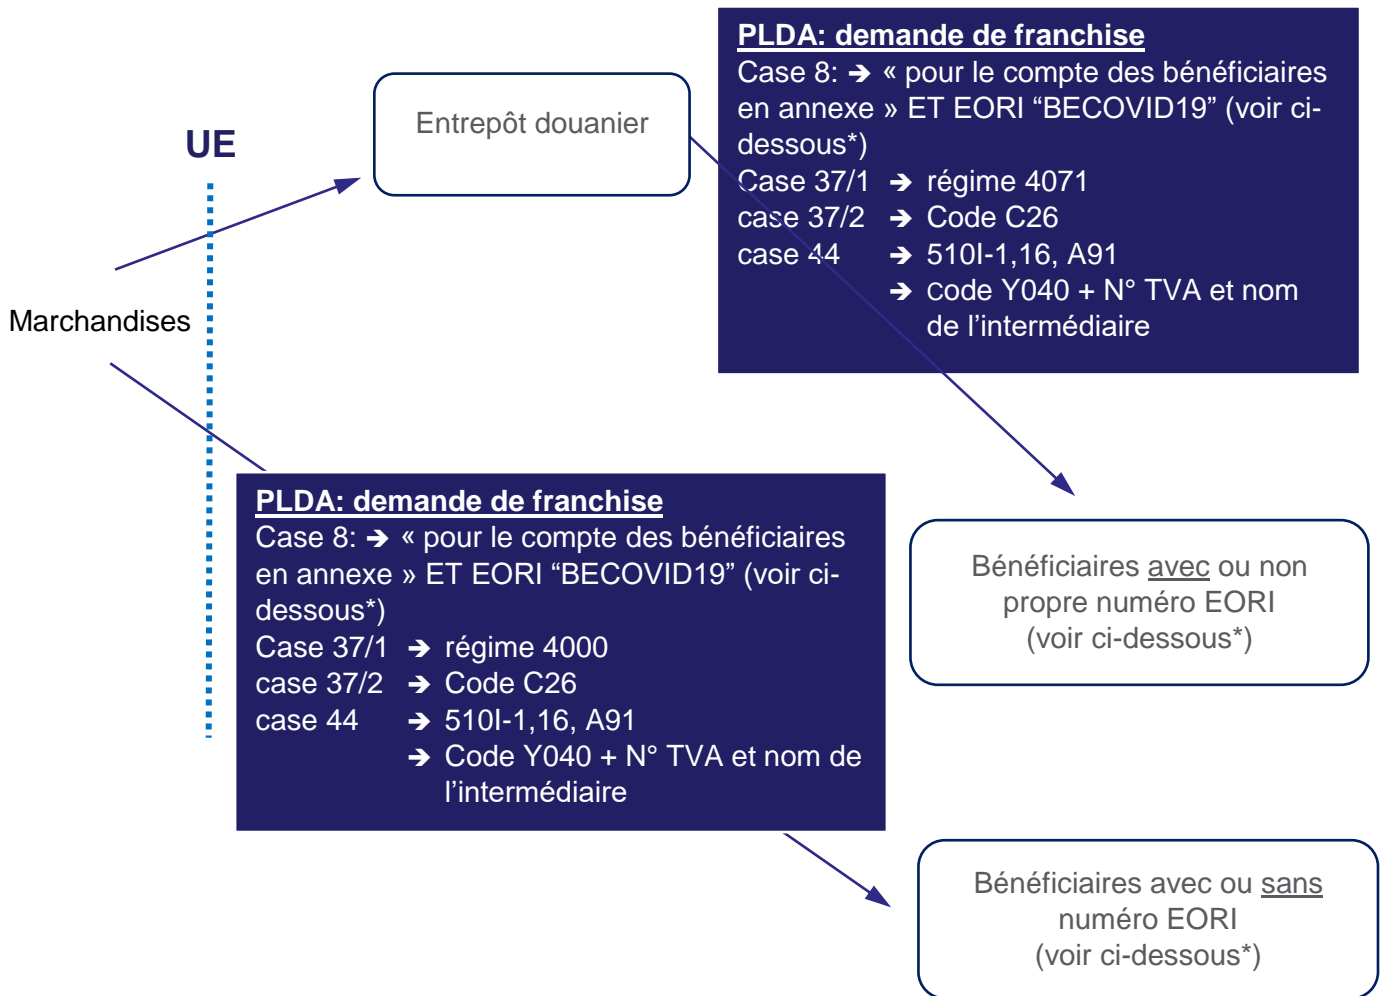 PLDA: demande de franchise
Case 8: ➔ « pour le compte des bénéficiaires
en annexe » ET EORI “BECOVID19” (voir ci-
dessous*)
Case 37/1 ➔ régime 4071
case 37/2 ➔ Code C26
case 44 ➔ 510I-1,16, A91
➔ Code Y040 + N° TVA et nom
de l’intermédiaire
Entrepôt douanier
UE
Marchandises
PLDA: demande de franchise
Case 8: ➔ « pour le compte des bénéficiaires
en annexe » ET EORI “BECOVID19” (voir ci-
dessous*)
Case 37/1 ➔ régime 4000
case 37/2 ➔ Code C26
case 44 ➔ 510I-1,16, A91
➔ Code Y040 + N° TVA et nom de
l’intermédiaire
Bénéficiaires avec ou non
propre numéro EORI
(voir ci-dessous*)
Bénéficiaires avec ou sans
numéro EORI
(voir ci-dessous*)